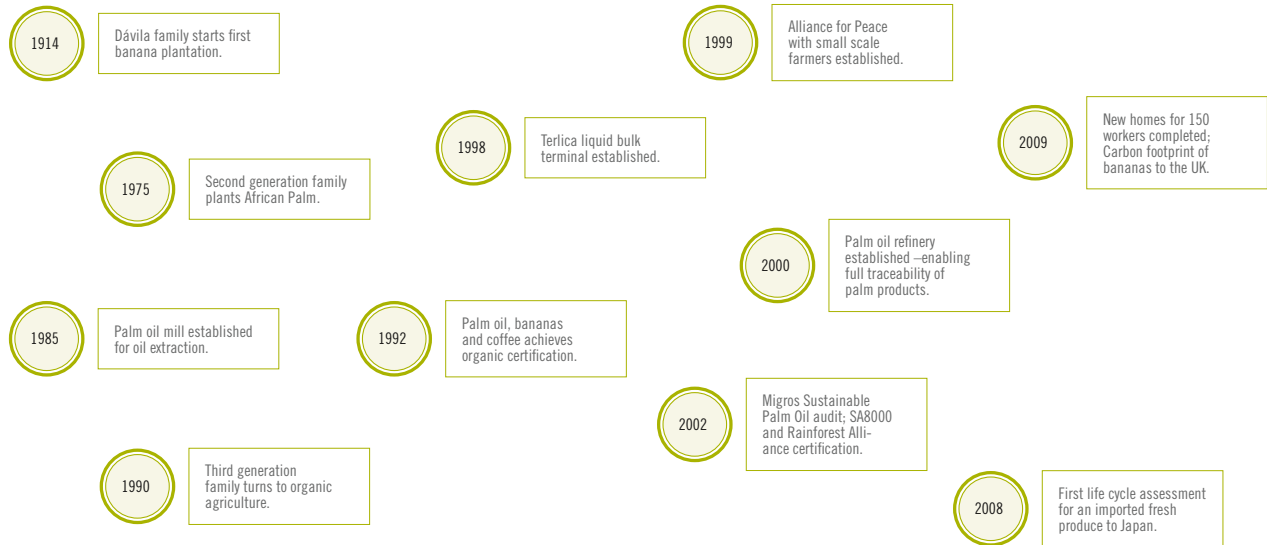 1914
Dávila family starts first
banana plantation.
1975
Second generation family
plants African Palm.
1985
Palm oil mill established
for oil extraction.
1990
Third generation
family turns to organic
agriculture.
1992
Palm oil, bananas
and coffee achieves
organic certification.
1998
Terlica liquid bulk
terminal established.
1999
Alliance for Peace
with small scale
farmers established.
2000
Palm oil refinery
established –enabling
full traceability of
palm products.
2002
Migros Sustainable
Palm Oil audit; SA8000
and Rainforest Alli-
ance certification.
2008
First life cycle assessment
for an imported fresh
produce to Japan.
2009
New homes for 150
workers completed;
Carbon footprint of
bananas to the UK.